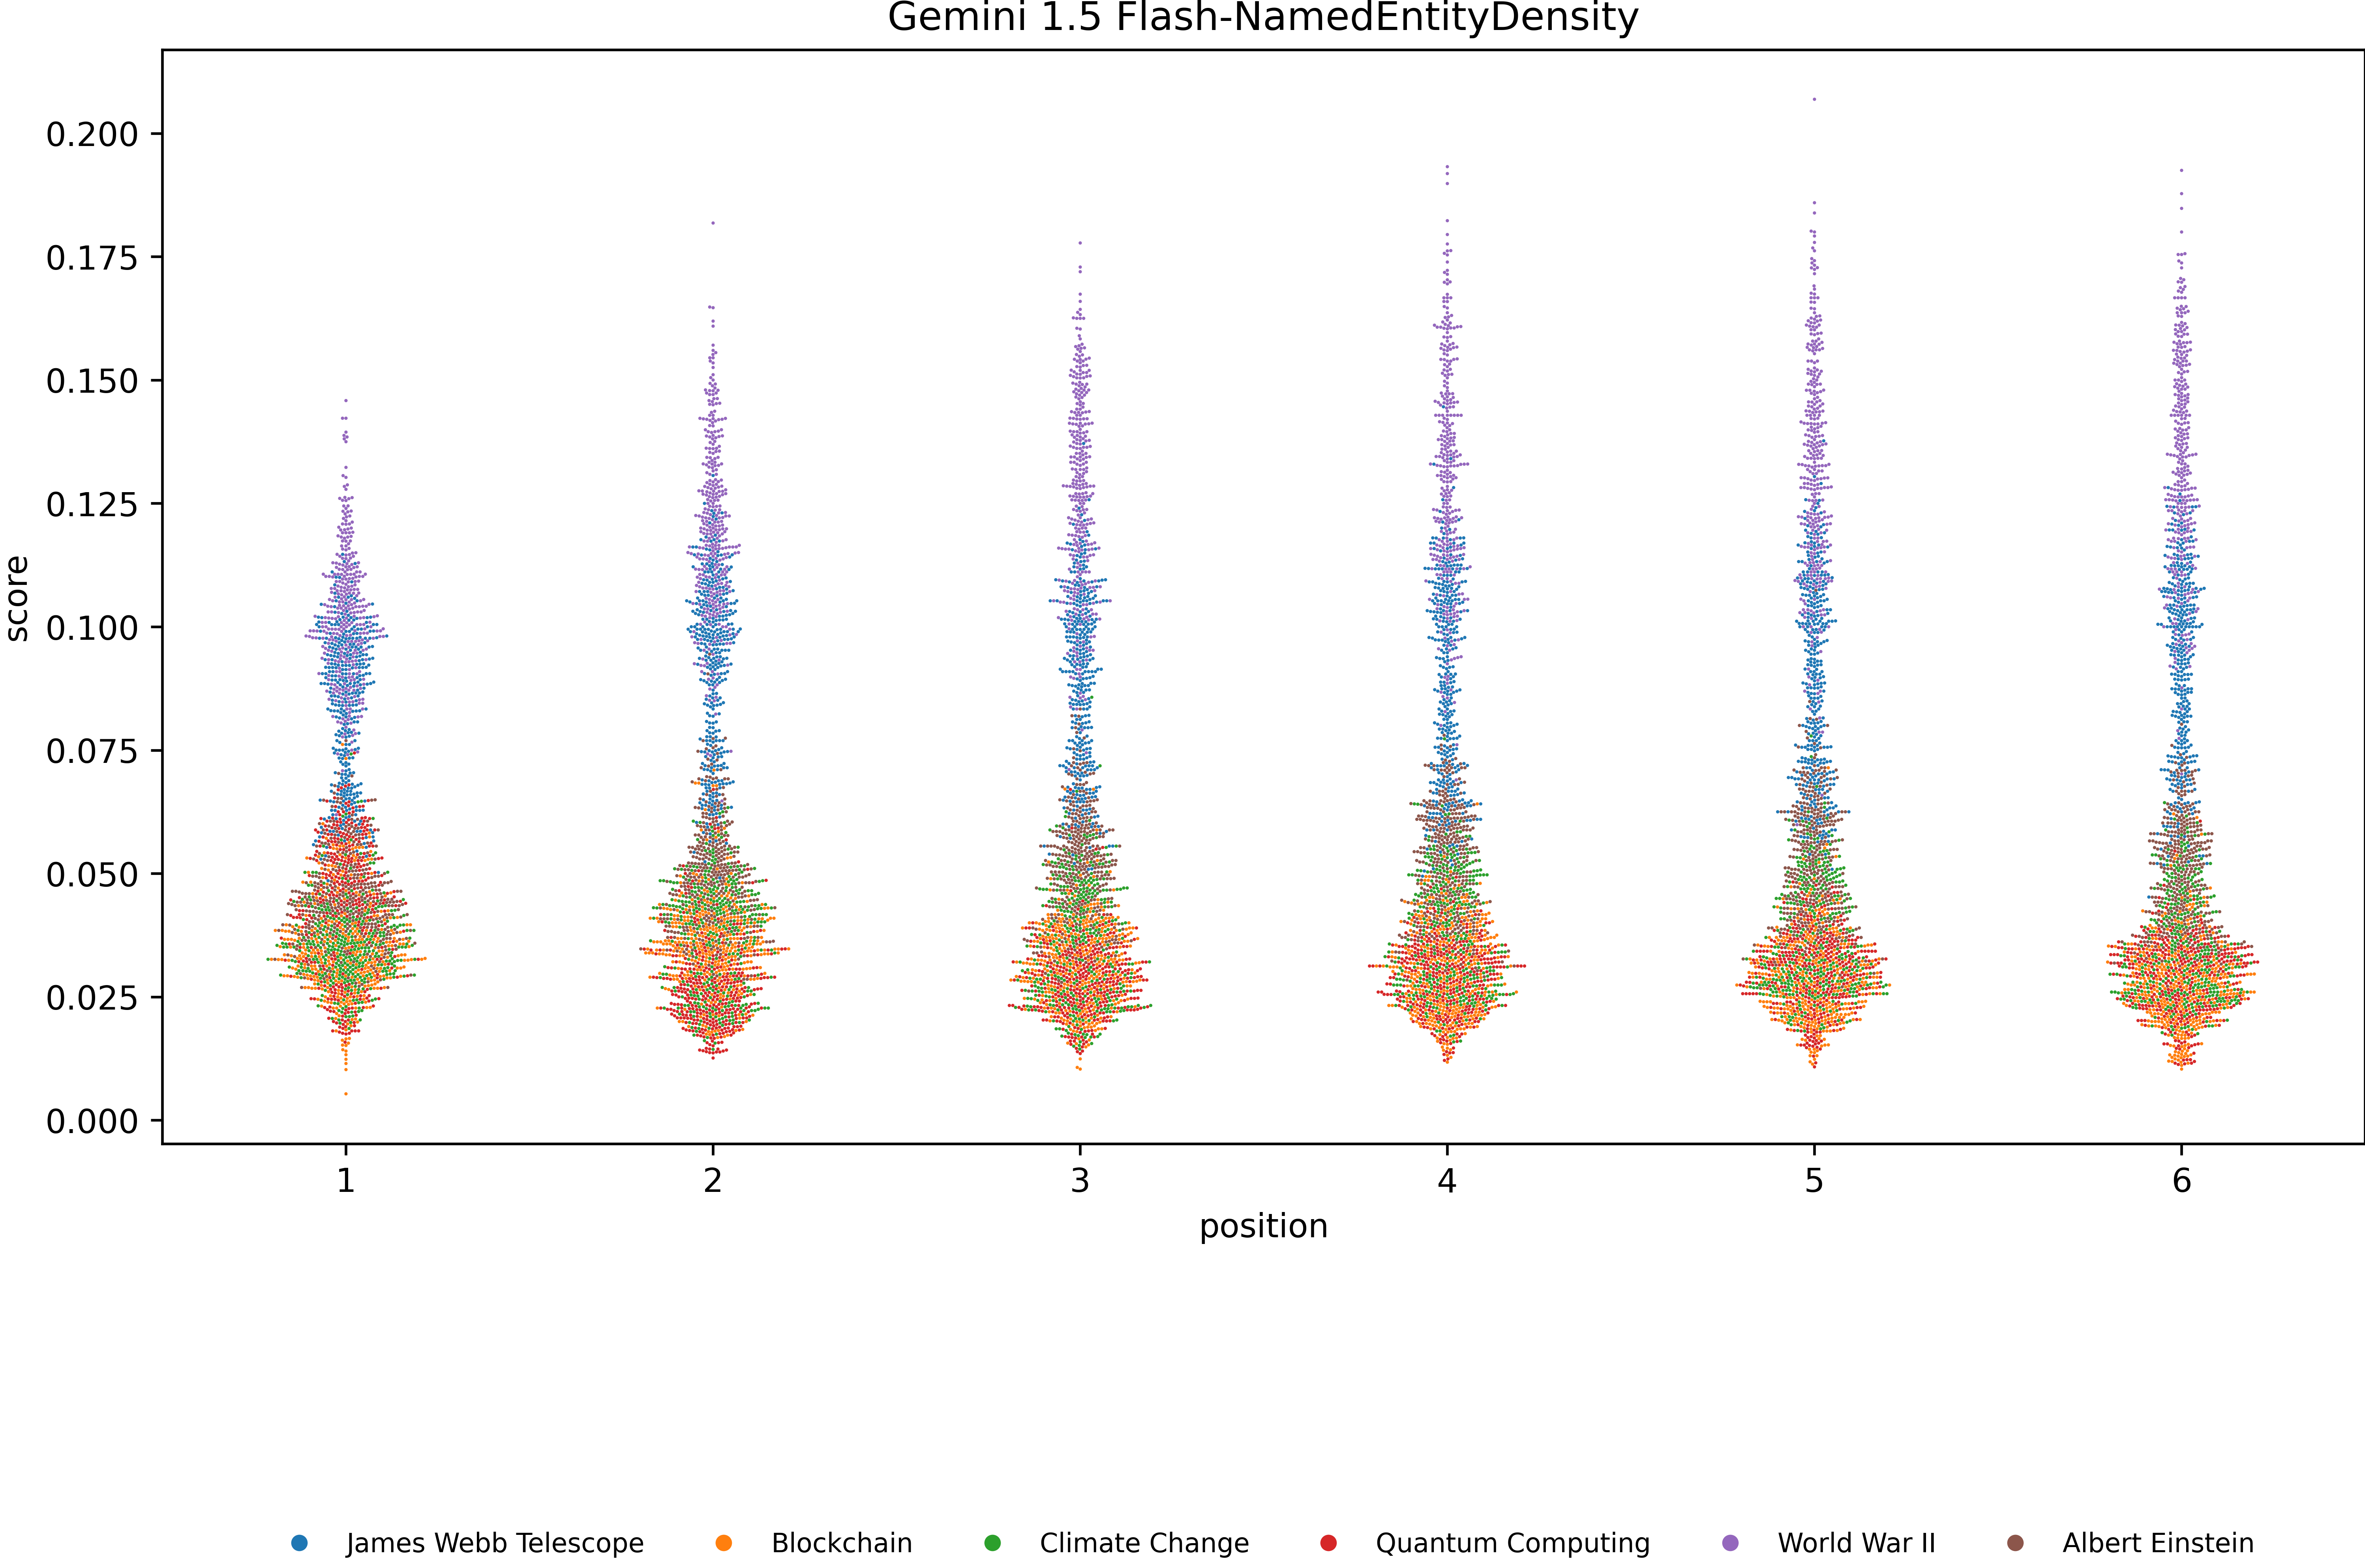 Gemini 1.5 Flash-NamedEntityDensity
score
0.200
0.175
0.150
0.125
0.100
0.075
0.050
0.025
0.000
1 2 3 4 5 6
position
James Webb Telescope Blockchain Climate Change Quantum Computing World War II Albert Einstein